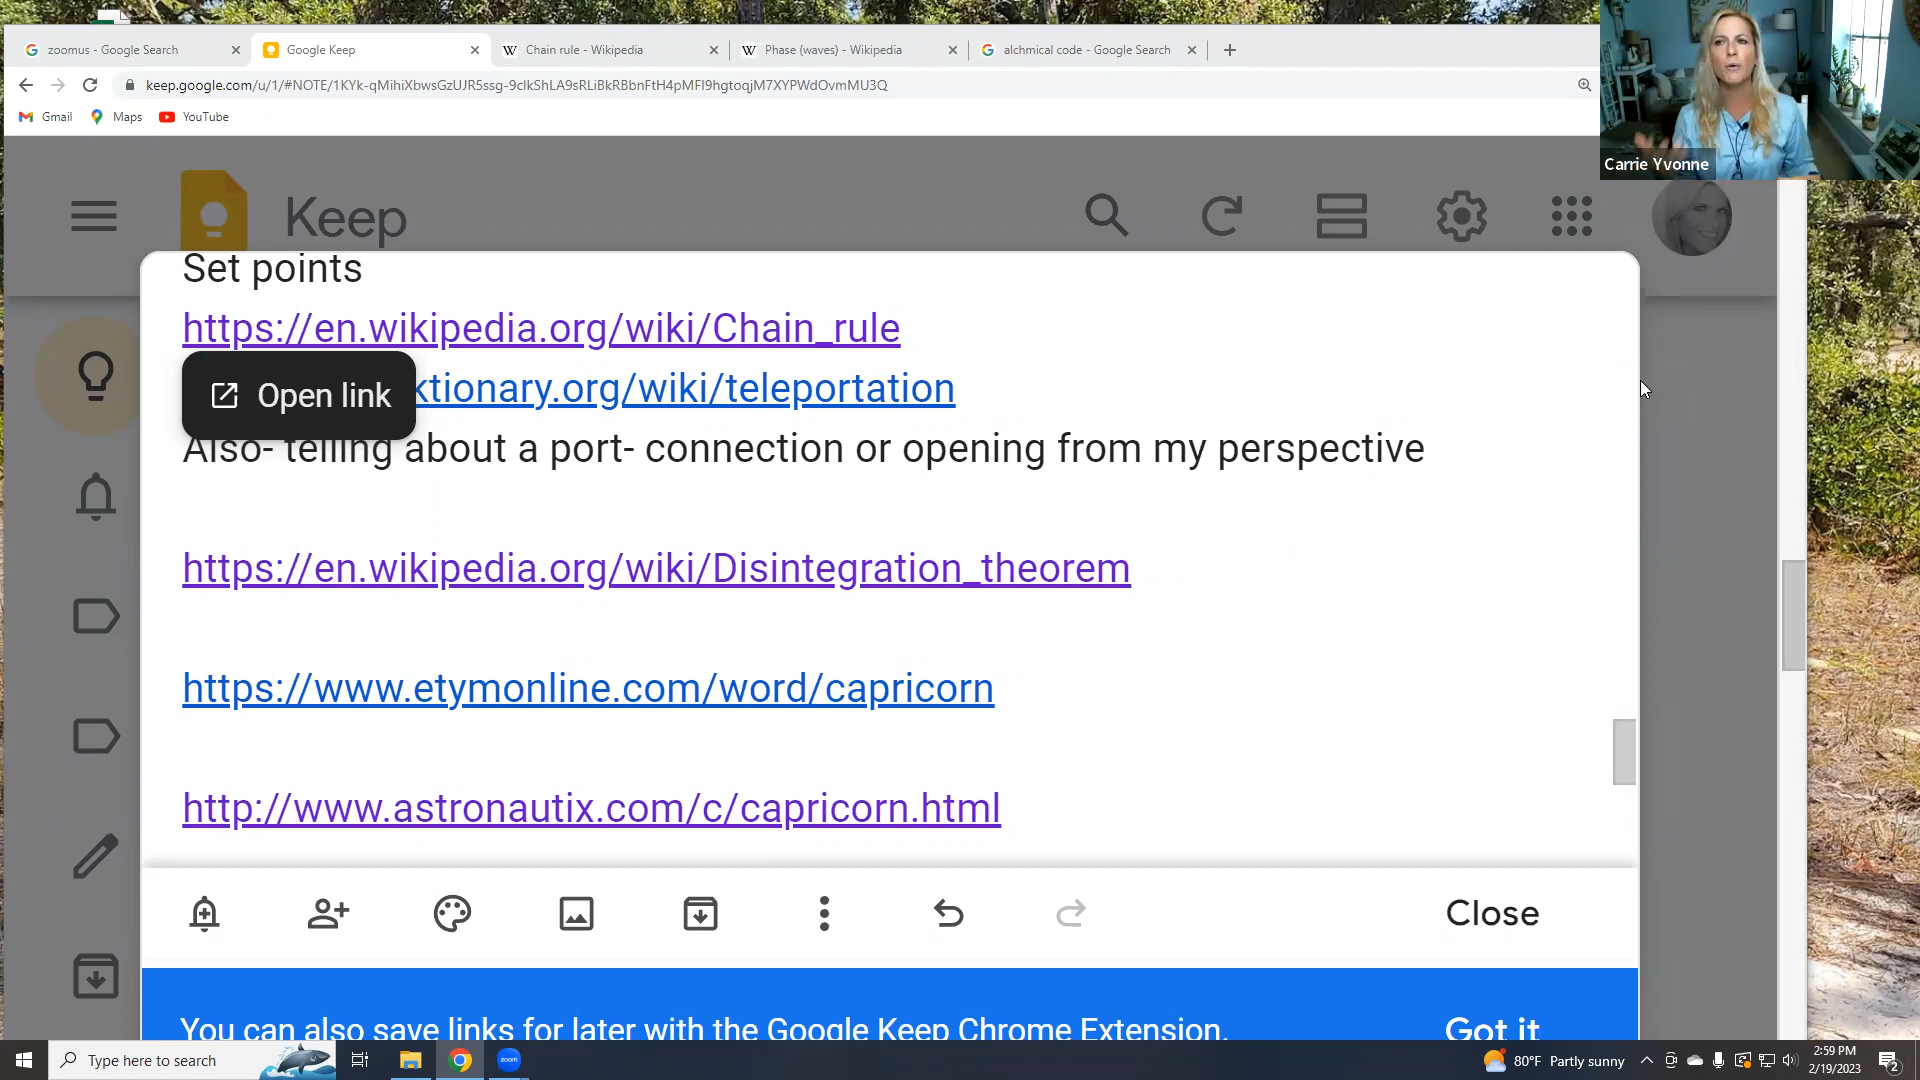 zoomus - Google Search
Google Keep
Chain rule - Wikipedia
Phase (waves) - Wikipedia
alchmical code - Google Search
keep.google.com/u/1/#NOTE/1KYk-qMihiXbwsGzUJR5ssg-9clkShLA9sRLiBkRBbnFtH4pMFl9hgtoqjM7XYPWdOvmMU3Q
Gmail
Maps
YouTube
Carrie Yvonne
Keep
Set points
https://en.wikipedia.org/wiki/Chain_rule
Open link
ktionary.org/wiki/teleportation
Also- telling about a port- connection or opening from my perspective
https://en.wikipedia.org/wiki/Disintegration_theorem
https://www.etymonline.com/word/capricorn
http://www.astronautix.com/c/capricorn.html
Close
You can also save links for later with the Google Keep Chrome Extension.
Got it
Type here to search
zoom
80°F Partly sunny
2:59 PM
2/19/2023
2